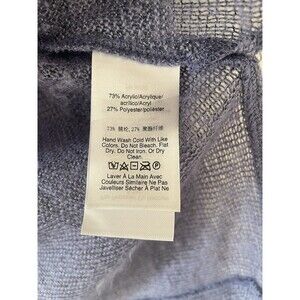 73% Acrylic/Acrylique/
acrílico/Acryl
27% Polyester/poliéster
73% 腈纶, 27% 聚酯纤维
Hand Wash Cold With Like
Colors. Do Not Bleach. Flat
Dry. Do Not Iron. Or Dry
Clean.
Laver À La Main Avec
Couleurs Similaire Ne Pas
Javel Sécher À Plat Ne